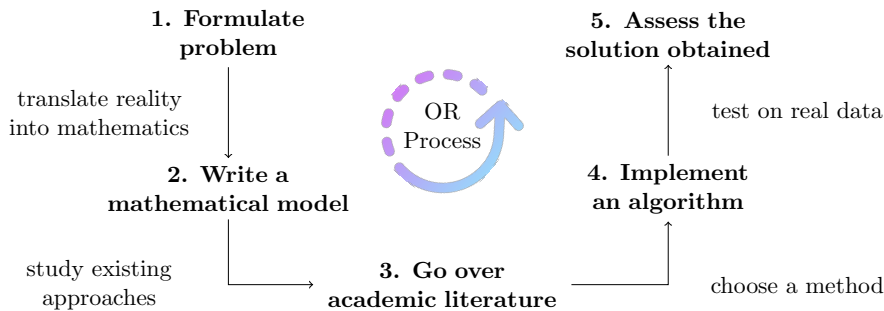 1. Formulate
problem
translate reality
into mathematics
2. Write a
mathematical model
study existing
approaches
3. Go over
academic literature
choose a method
4. Implement
an algorithm
test on real data
5. Assess the
solution obtained
OR
Process